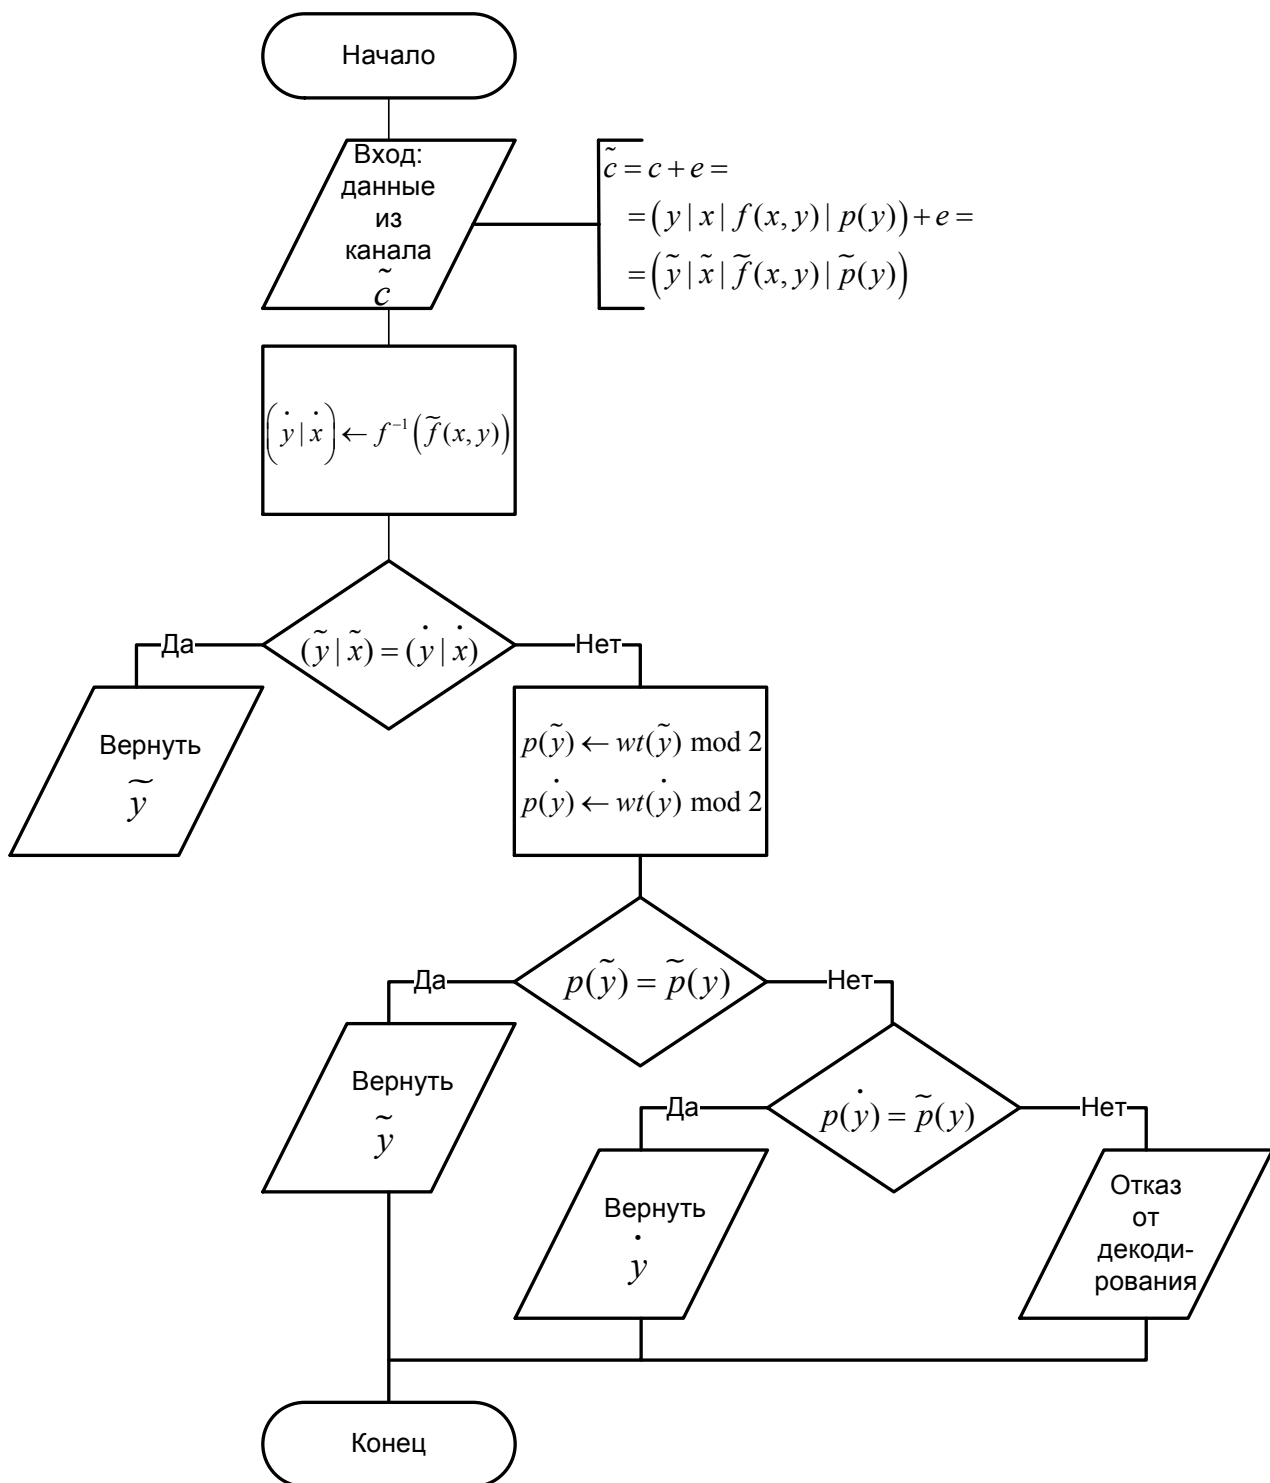 Начало
Вход:
данные
из
канала
c̃
c̃ = c + e =
= (y | x | f(x, y) | p(y)) + e =
= (ỹ | x̃ | f̃(x, y) | p̃(y))
(ẏ | ẋ) ← f⁻¹(f̃(x, y))
(ỹ | x̃) = (ẏ | ẋ)
Да
Нет
Вернуть
ỹ
p(ỹ) ← wt(ỹ) mod 2
p(ẏ) ← wt(ẏ) mod 2
p(ỹ) = p̃(y)
Да
Нет
Вернуть
ỹ
p(ẏ) = p̃(y)
Да
Нет
Вернуть
ẏ
Отказ
от
декоди-
рования
Конец